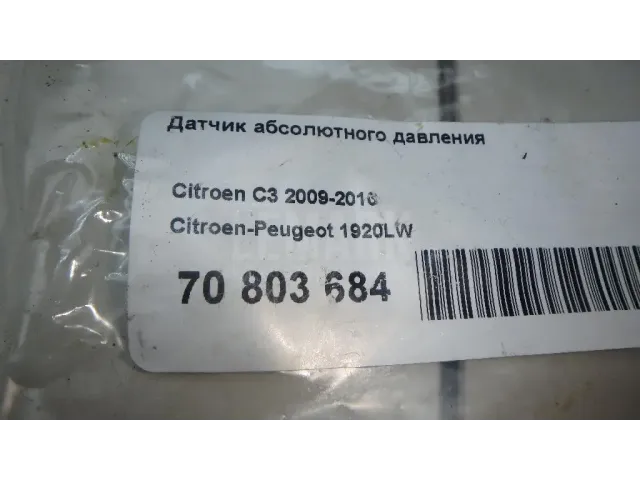 Датчик абсолютного давления
Citroen C3 2009-2016
Citroen-Peugeot 1920LW
70 803 684